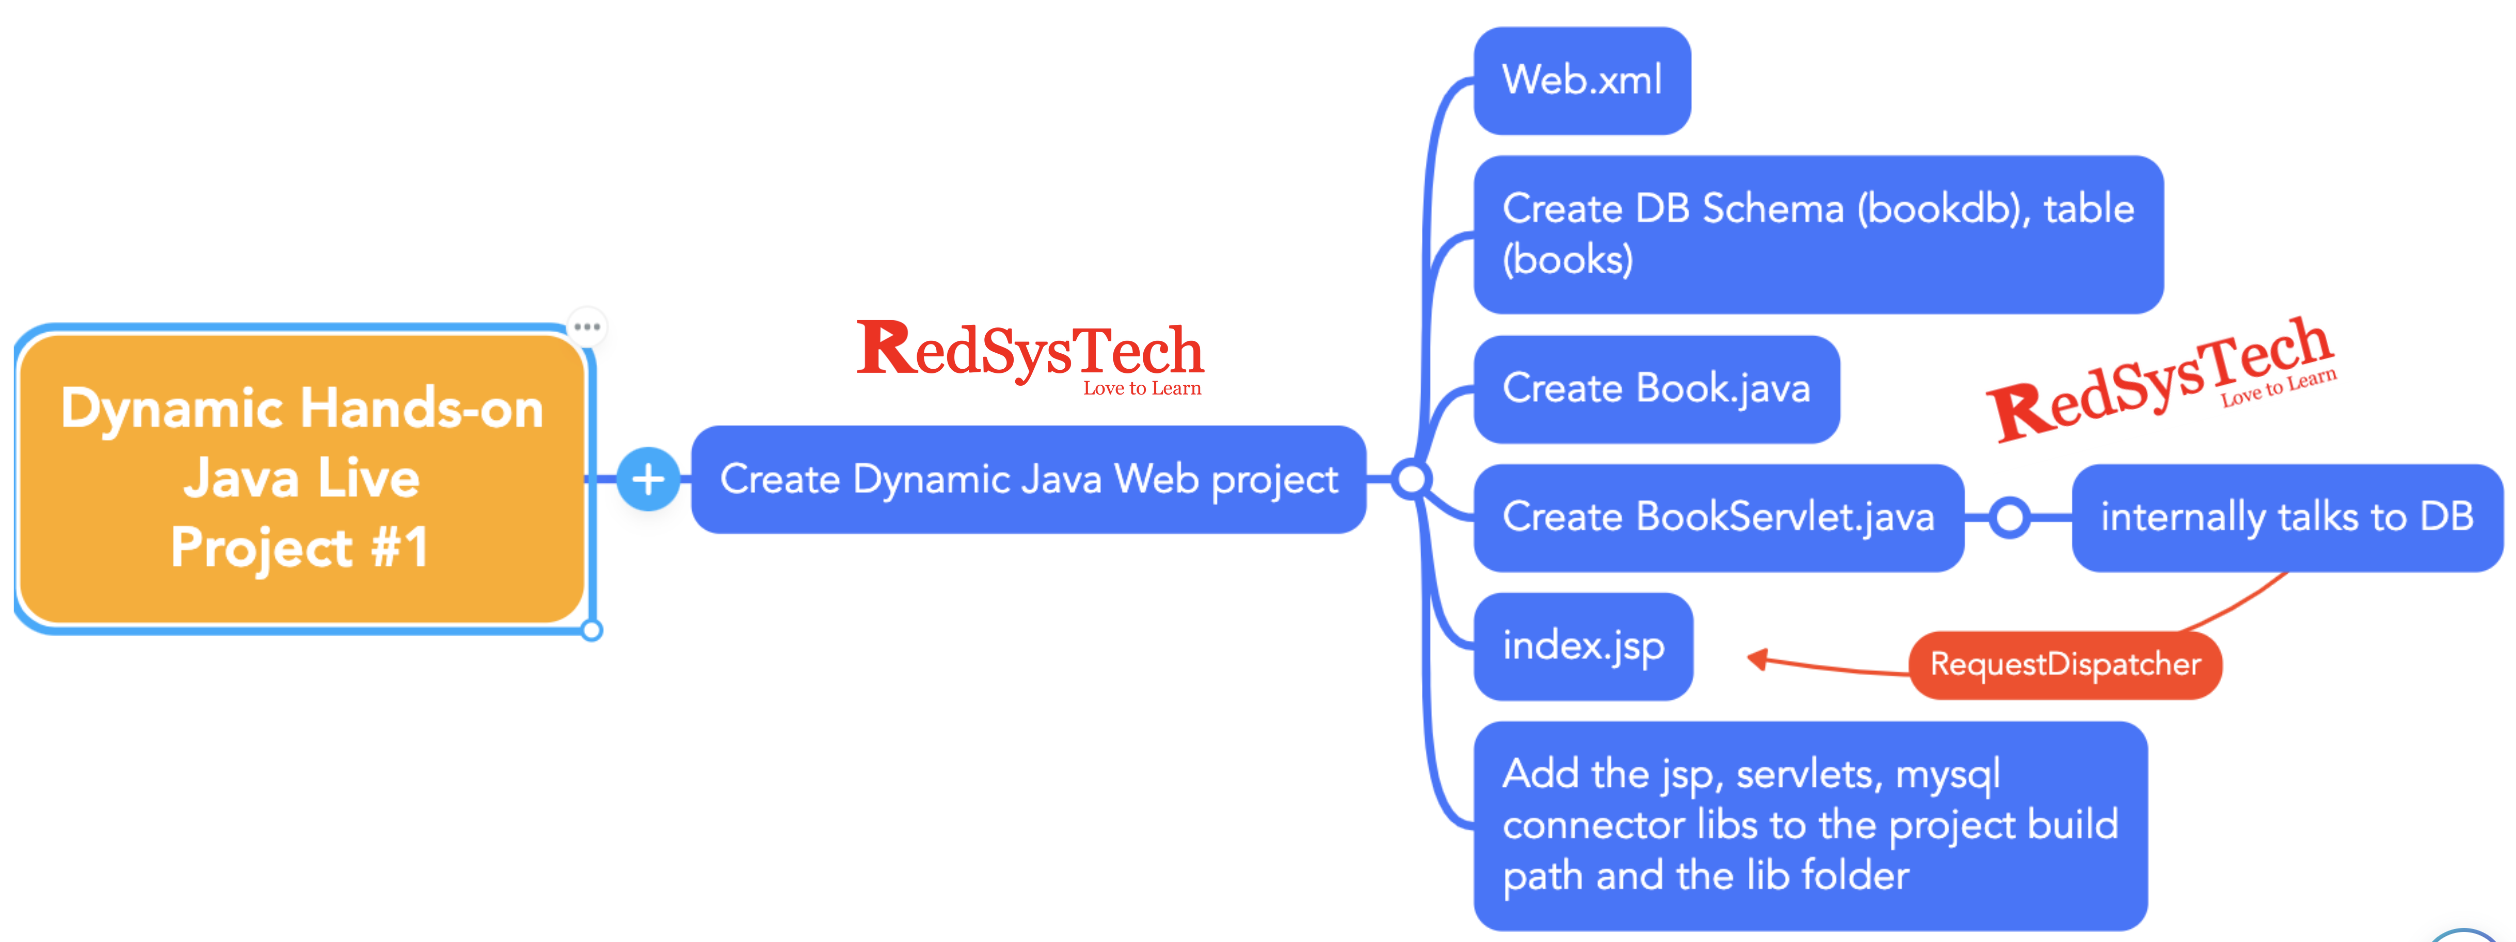 Dynamic Hands-on
Java Live
Project #1
RedSysTech
Love to Learn
Create Dynamic Java Web project
Web.xml
Create DB Schema (bookdb), table
(books)
Create Book.java
RedSysTech
Love to Learn
Create BookServlet.java
internally talks to DB
index.jsp
RequestDispatcher
Add the jsp, servlets, mysql
connector libs to the project build
path and the lib folder